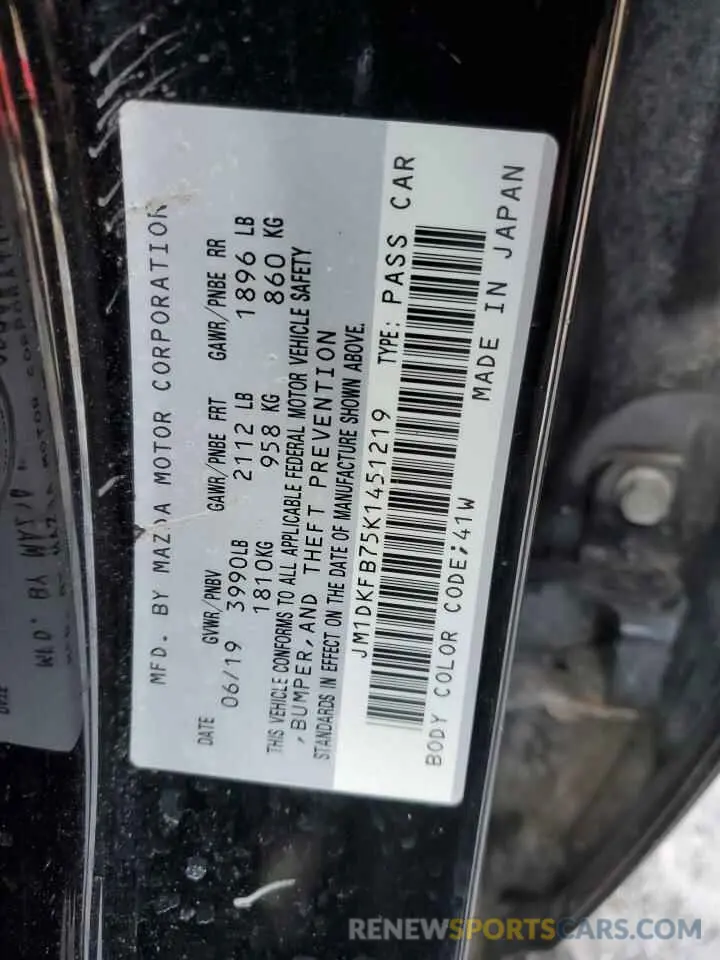 MFD. BY MAZDA MOTOR CORPORATION
DATE GVWR/PNBV GAWR/PNBE FRT GAWR/PNBE RR
06/19 3990LB 2112 LB 1896 LB
1810KG 958 KG 860 KG
THIS VEHICLE CONFORMS TO ALL APPLICABLE FEDERAL MOTOR VEHICLE SAFETY
, BUMPER, AND THEFT PREVENTION
STANDARDS IN EFFECT ON THE DATE OF MANUFACTURE SHOWN ABOVE.
JM1DKFB75K1451219 TYPE: PASS CAR
BODY COLOR CODE:41W
MADE IN JAPAN
RENEWSPORTSCARS.COM